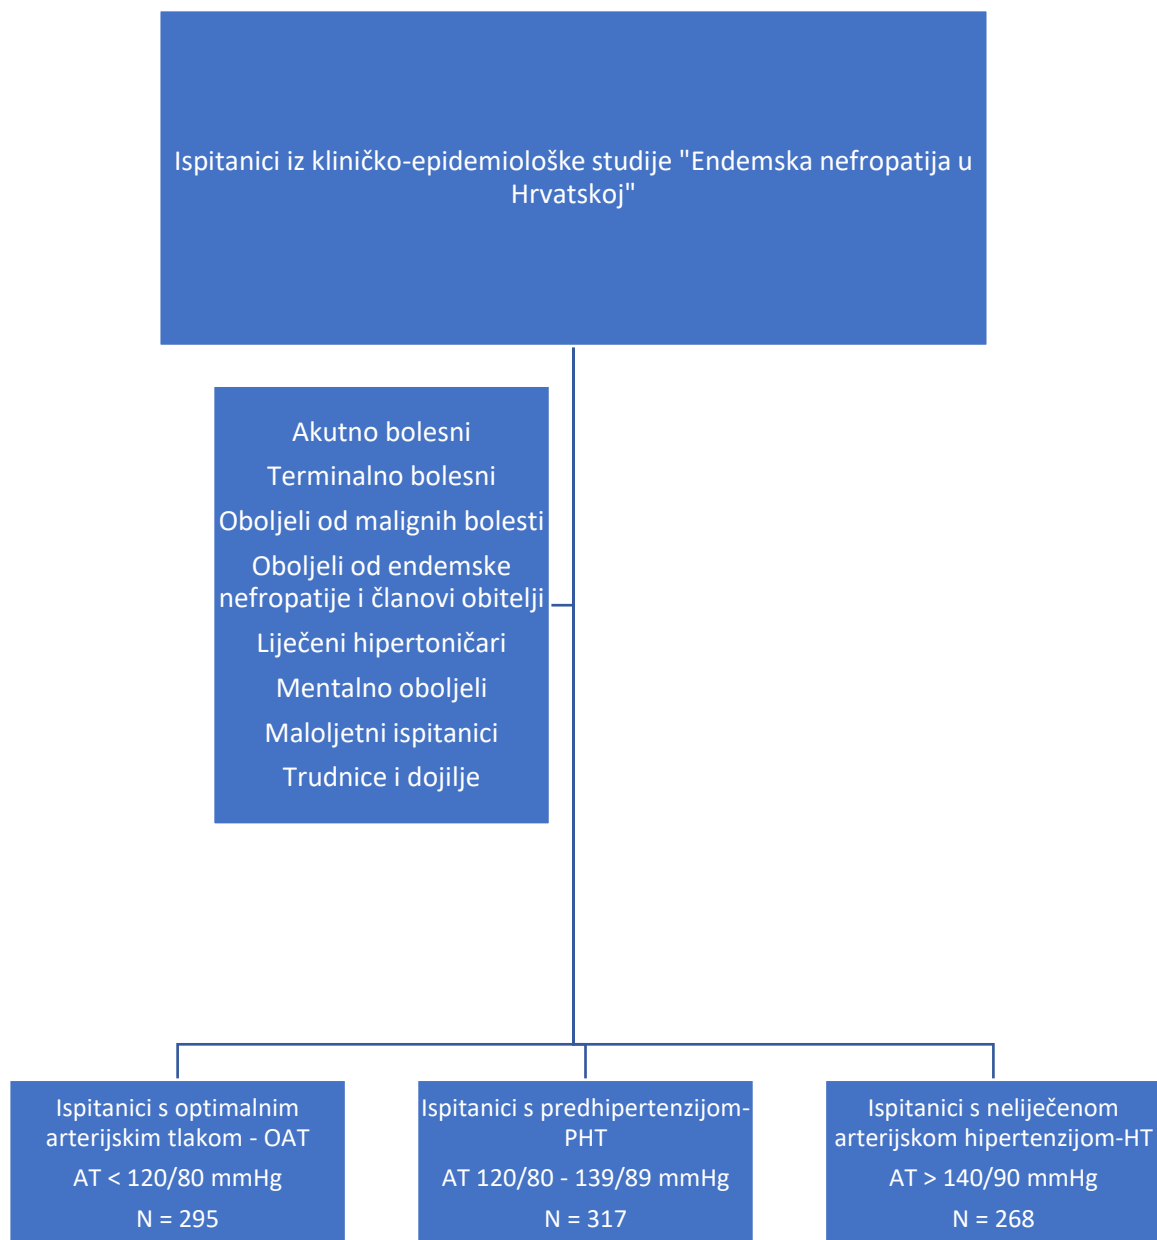 Ispitanici iz kliničko-epidemiološke studije "Endemska nefropatija u
Hrvatskoj"
Akutno bolesni
Terminalno bolesni
Oboljeli od malignih bolesti
Oboljeli od endemske
nefropatije i članovi obitelji
Liječeni hipertoničari
Mentalno oboljeli
Maloljetni ispitanici
Trudnice i dojilje
Ispitanici s optimalnim
arterijskim tlakom - OAT
AT < 120/80 mmHg
N = 295
Ispitanici s predhipertenzijom-
PHT
AT 120/80 - 139/89 mmHg
N = 317
Ispitanici s neliječenom
arterijskom hipertenzijom-HT
AT > 140/90 mmHg
N = 268